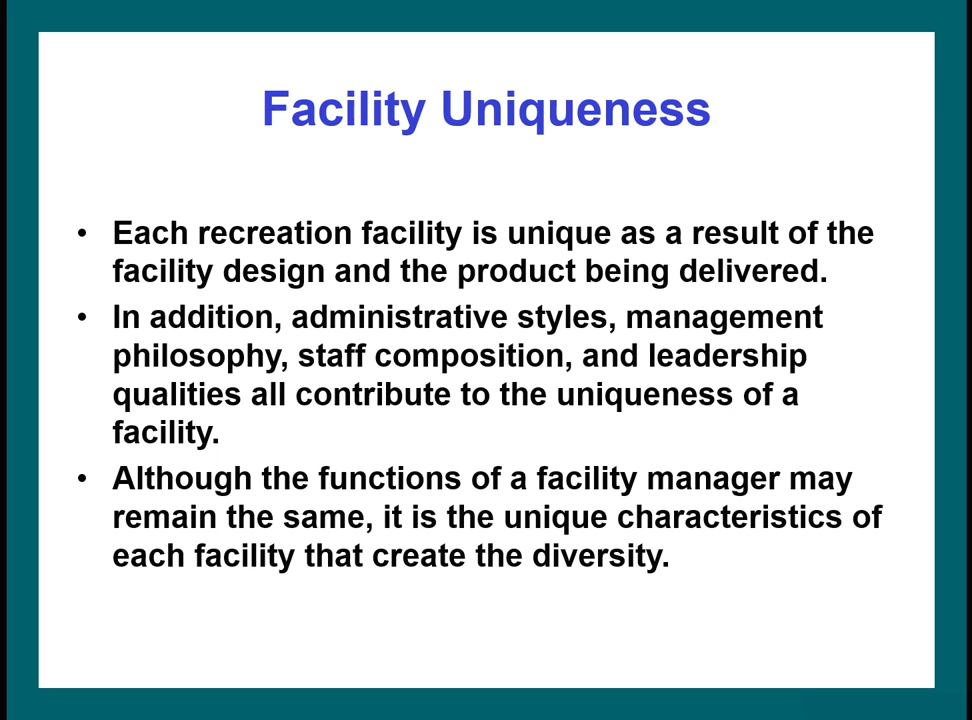 Facility Uniqueness
• Each recreation facility is unique as a result of the
facility design and the product being delivered.
• In addition, administrative styles, management
philosophy, staff composition, and leadership
qualities all contribute to the uniqueness of a
facility.
• Although the functions of a facility manager may
remain the same, it is the unique characteristics of
each facility that create the diversity.